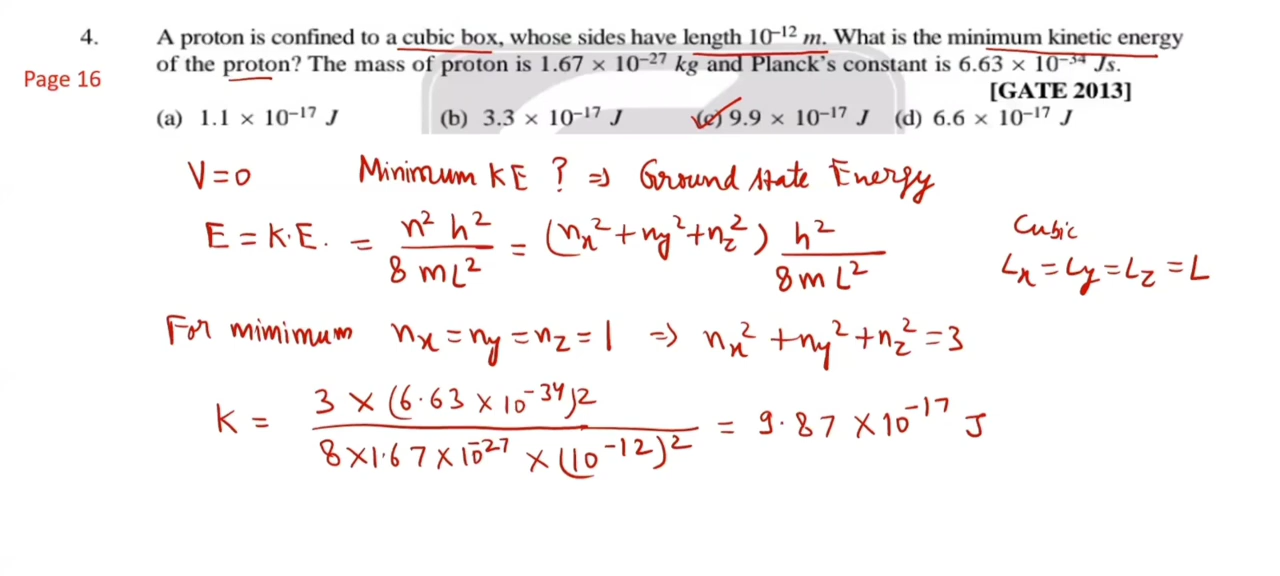 4. A proton is confined to a cubic box, whose sides have length 10⁻¹² m. What is the minimum kinetic energy
Page 16 of the proton? The mass of proton is 1.67 × 10⁻²⁷ kg and Planck's constant is 6.63 × 10⁻³⁴ Js.
[GATE 2013]
(a) 1.1 × 10⁻¹⁷ J (b) 3.3 × 10⁻¹⁷ J (c) 9.9 × 10⁻¹⁷ J (d) 6.6 × 10⁻¹⁷ J
V=0 Minimum KE ? ⇒ Ground state Energy
E = K.E. = n² h² / 8 mL² = (nx² + ny² + nz²) h² / 8 m L²
Cubic
Lx = Ly = Lz = L
For mimimum nx = ny = nz = 1 ⇒ nx² + ny² + nz² = 3
K = 3 × (6.63 × 10⁻³⁴)2 / 8×1.67×10⁻²⁷ × (10⁻¹²)² = 9.87 × 10⁻¹⁷ J